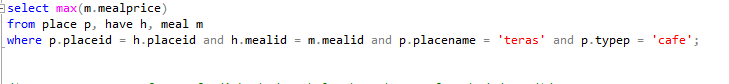 select max(m.mealprice)
from place p, have h, meal m
where p.placeid = h.placeid and h.mealid = m.mealid and p.placename = 'teras' and p.typep = 'cafe';